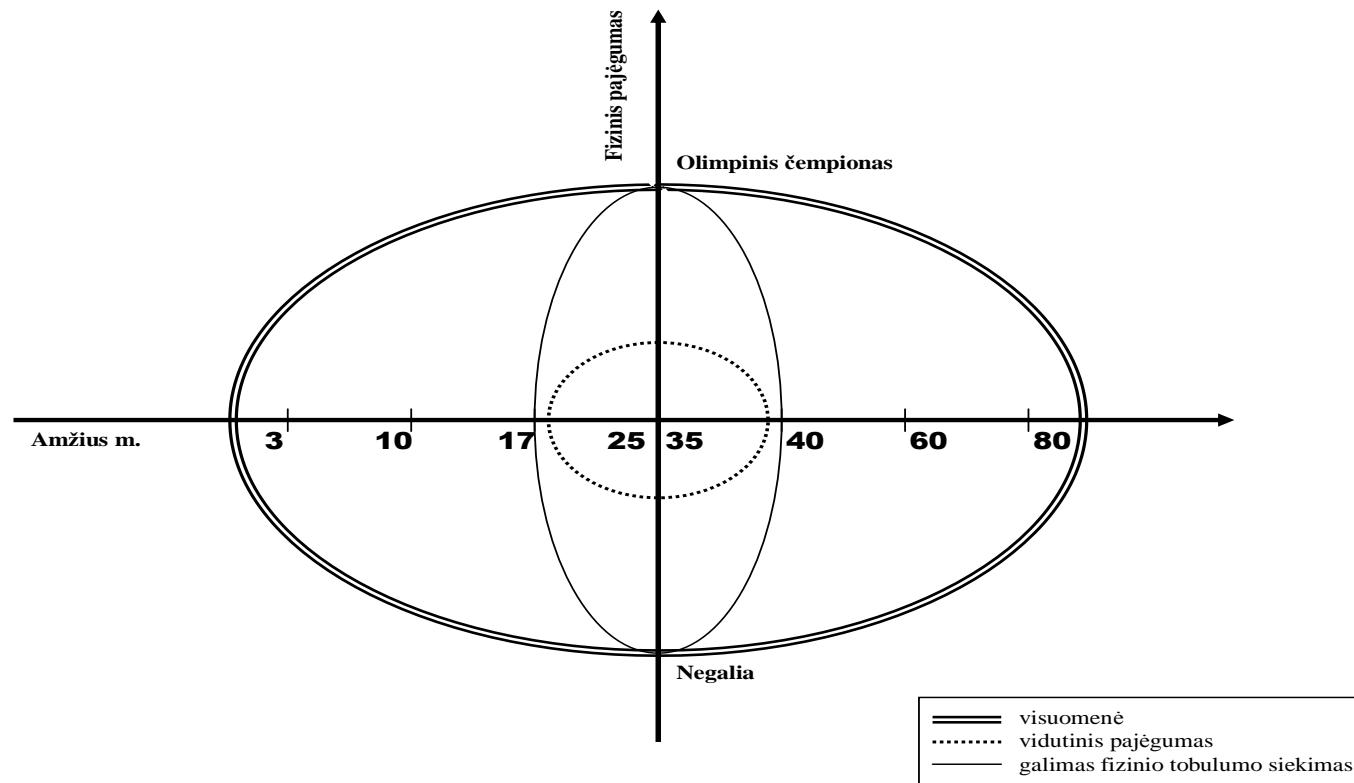 Fizinis pajėgumas
Olimpinis čempionas
Amžius m.
3 10 17 25 35 40 60 80
Negalia
visuomenė
vidutinis pajėgumas
galimas fizinio tobulumo siekimas